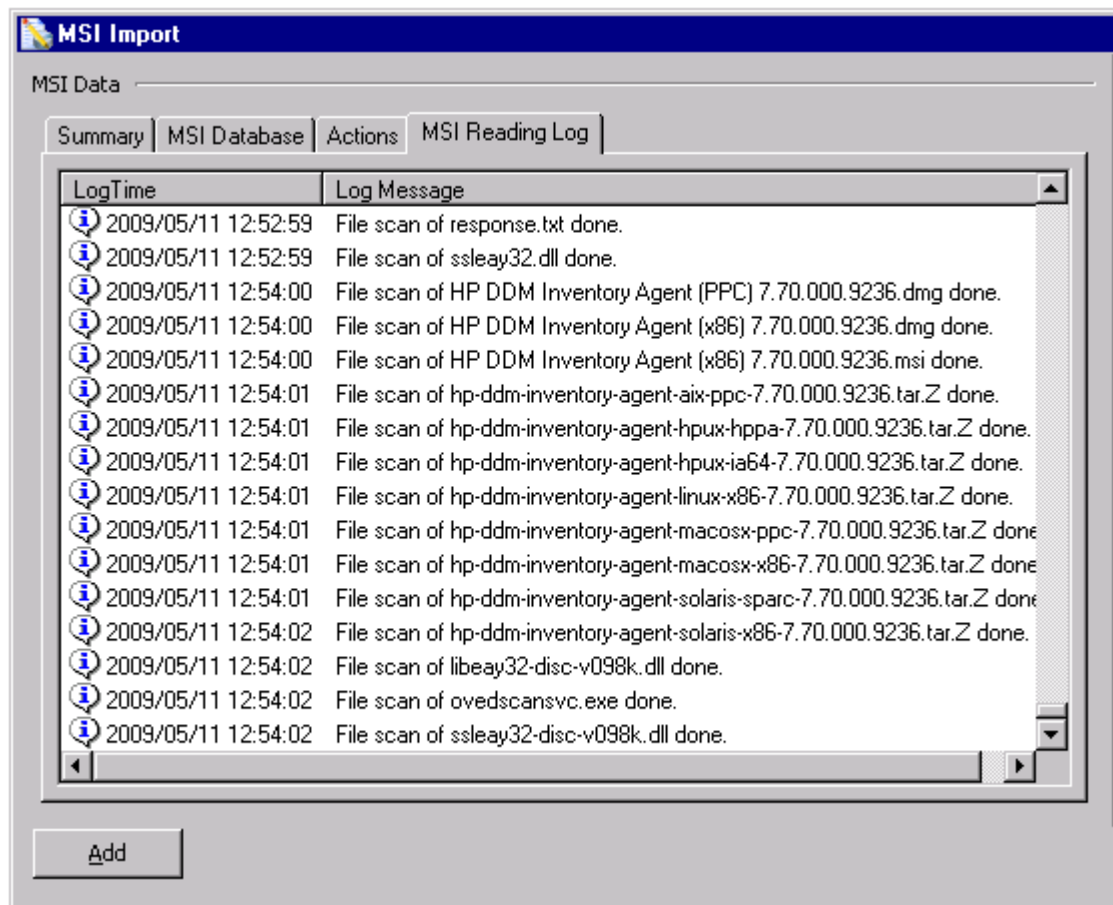 MSI Import
MSI Data
Summary MSI Database Actions MSI Reading Log
LogTime Log Message
2009/05/11 12:52:59 File scan of response.txt done.
2009/05/11 12:52:59 File scan of ssleay32.dll done.
2009/05/11 12:54:00 File scan of HP DDM Inventory Agent (PPC) 7.70.000.9236.dmg done.
2009/05/11 12:54:00 File scan of HP DDM Inventory Agent (x86) 7.70.000.9236.dmg done.
2009/05/11 12:54:00 File scan of HP DDM Inventory Agent (x86) 7.70.000.9236.msi done.
2009/05/11 12:54:01 File scan of hp-ddm-inventory-agent-aix-ppc-7.70.000.9236.tar.Z done.
2009/05/11 12:54:01 File scan of hp-ddm-inventory-agent-hpux-hppa-7.70.000.9236.tar.Z done.
2009/05/11 12:54:01 File scan of hp-ddm-inventory-agent-hpux-ia64-7.70.000.9236.tar.Z done.
2009/05/11 12:54:01 File scan of hp-ddm-inventory-agent-linux-x86-7.70.000.9236.tar.Z done.
2009/05/11 12:54:01 File scan of hp-ddm-inventory-agent-macosx-ppc-7.70.000.9236.tar.Z done
2009/05/11 12:54:01 File scan of hp-ddm-inventory-agent-macosx-x86-7.70.000.9236.tar.Z done
2009/05/11 12:54:01 File scan of hp-ddm-inventory-agent-solaris-sparc-7.70.000.9236.tar.Z done
2009/05/11 12:54:02 File scan of hp-ddm-inventory-agent-solaris-x86-7.70.000.9236.tar.Z done.
2009/05/11 12:54:02 File scan of libeay32-disc-v098k.dll done.
2009/05/11 12:54:02 File scan of ovedscansvc.exe done.
2009/05/11 12:54:02 File scan of ssleay32-disc-v098k.dll done.
Add